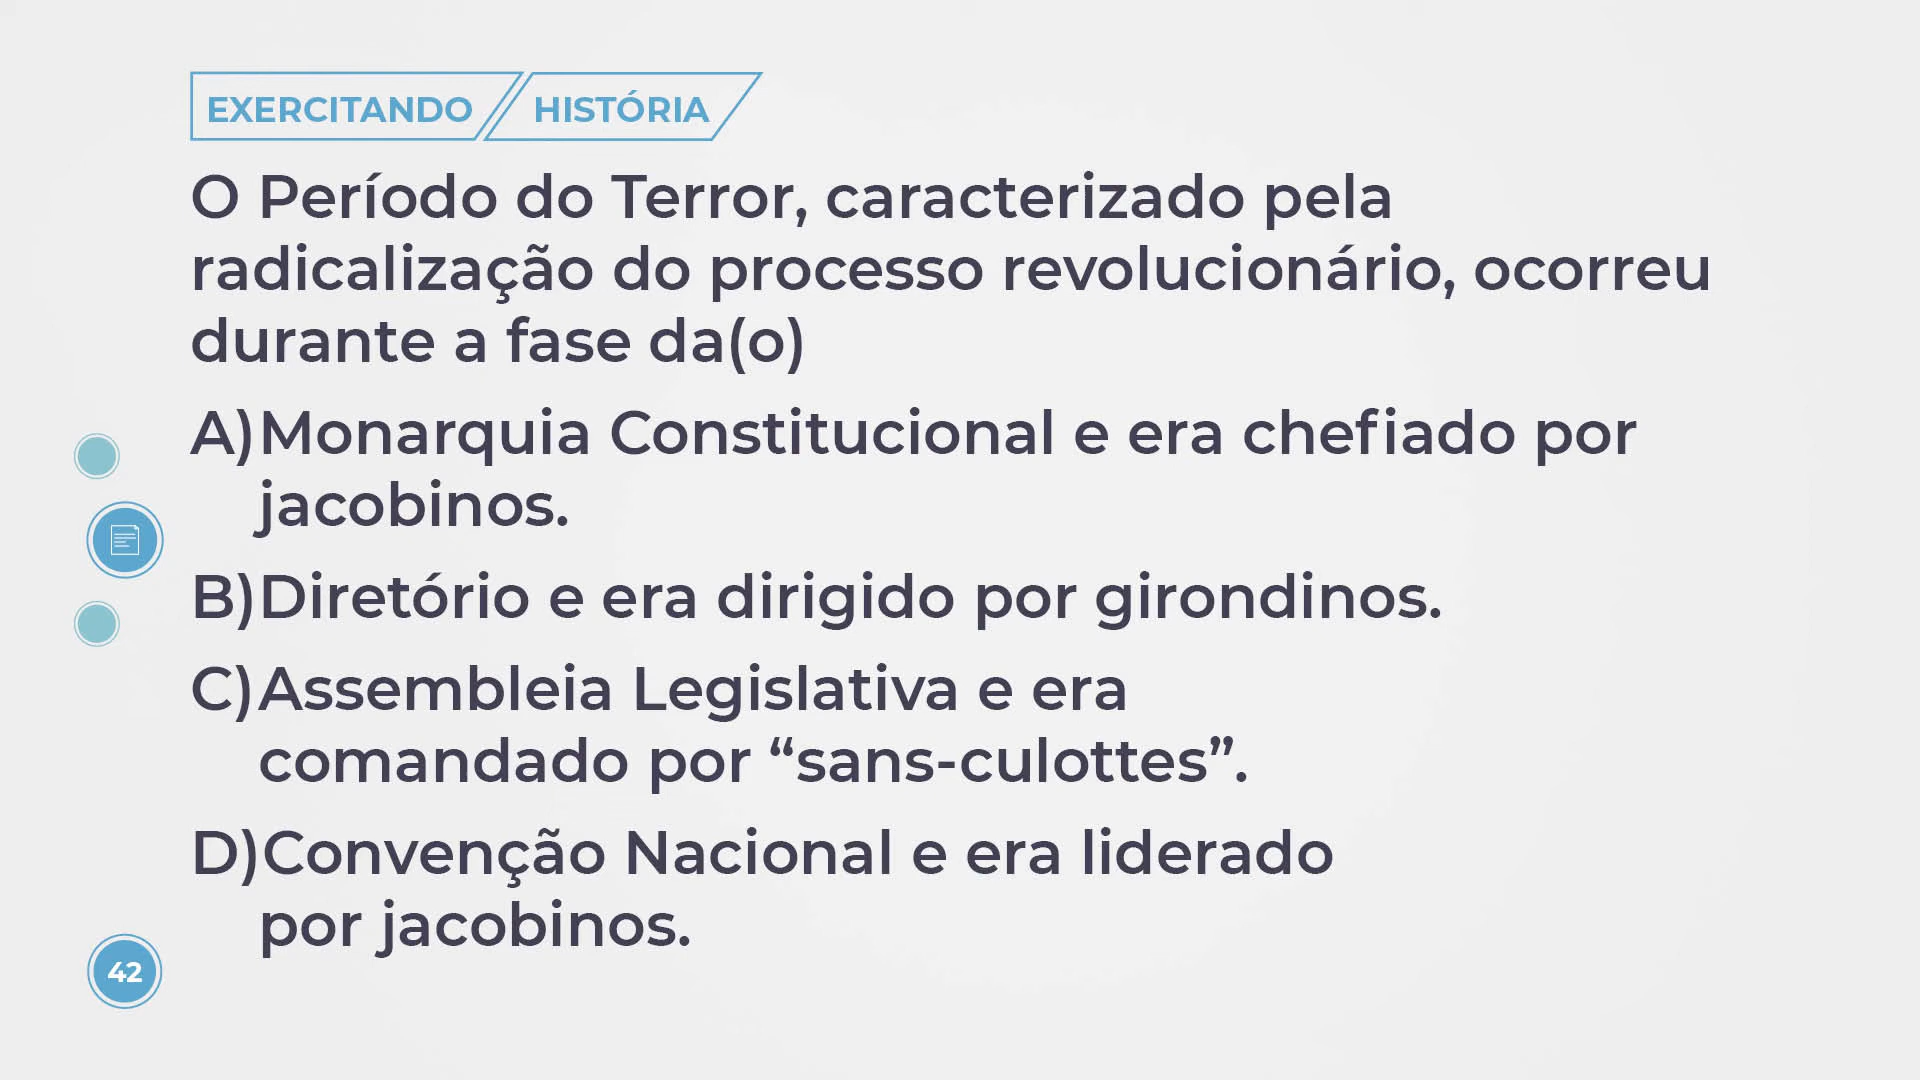 EXERCITANDO HISTÓRIA
O Período do Terror, caracterizado pela
radicalização do processo revolucionário, ocorreu
durante a fase da(o)
A) Monarquia Constitucional e era chefiado por
jacobinos.
B) Diretório e era dirigido por girondinos.
C) Assembleia Legislativa e era
comandado por “sans-culottes”.
D) Convenção Nacional e era liderado
por jacobinos.
42